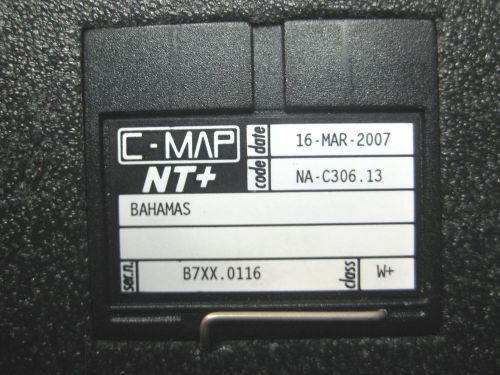 C-MAP
NT+
date 16-MAR-2007
code NA-C306.13
BAHAMAS
ser.n. B7XX.0116 class W+